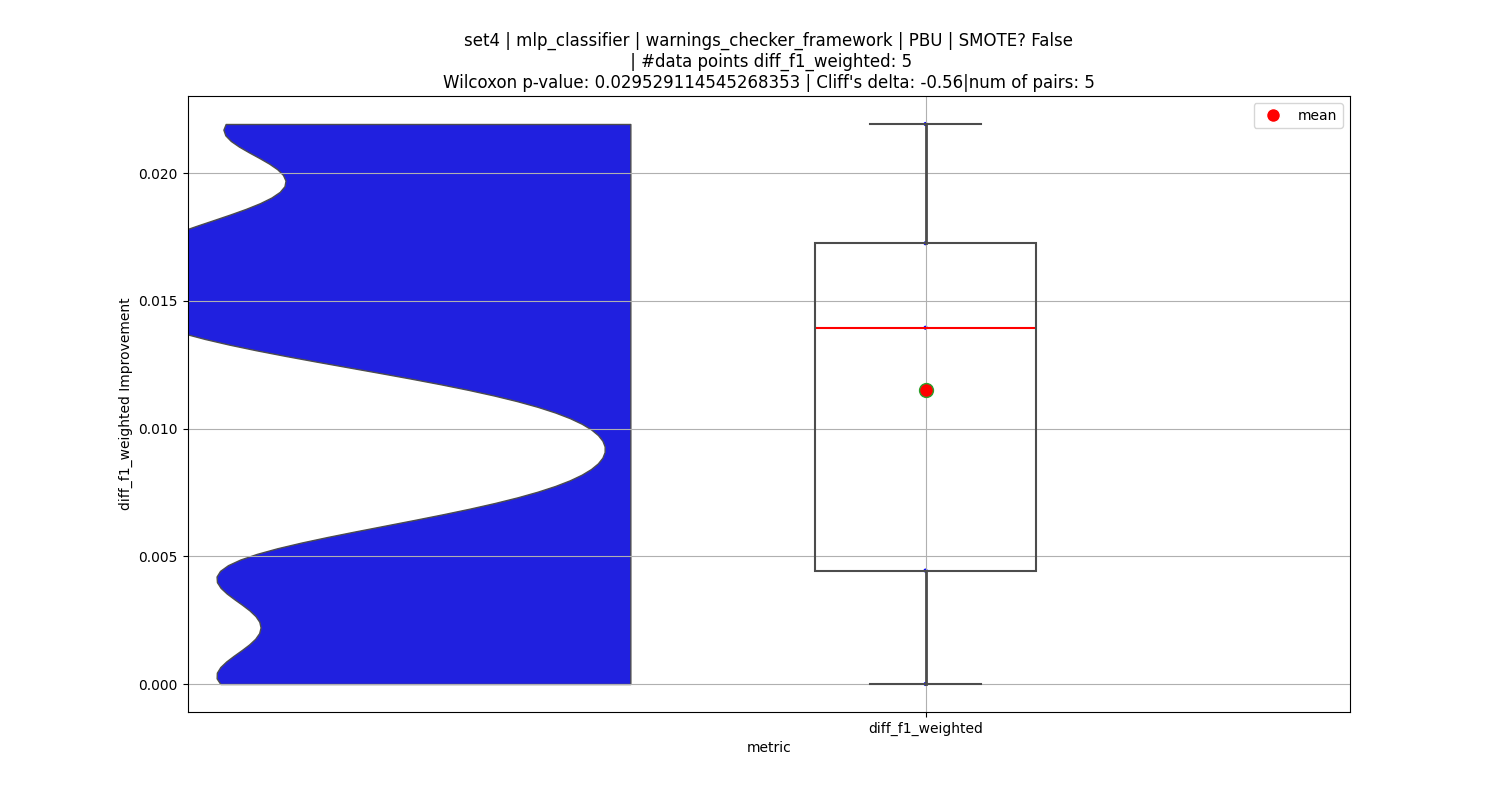 set4 | mlp_classifier | warnings_checker_framework | PBU | SMOTE? False
| #data points diff_f1_weighted: 5
Wilcoxon p-value: 0.029529114545268353 | Cliff's delta: -0.56|num of pairs: 5
mean
0.020
0.015
0.010
0.005
0.000
diff_f1_weighted Improvement
diff_f1_weighted
metric